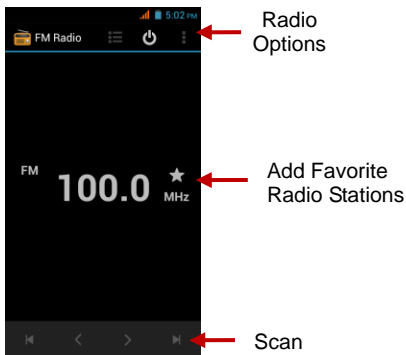 5:02 PM
FM Radio
Radio
Options
FM
100.0
MHz
Add Favorite
Radio Stations
Scan